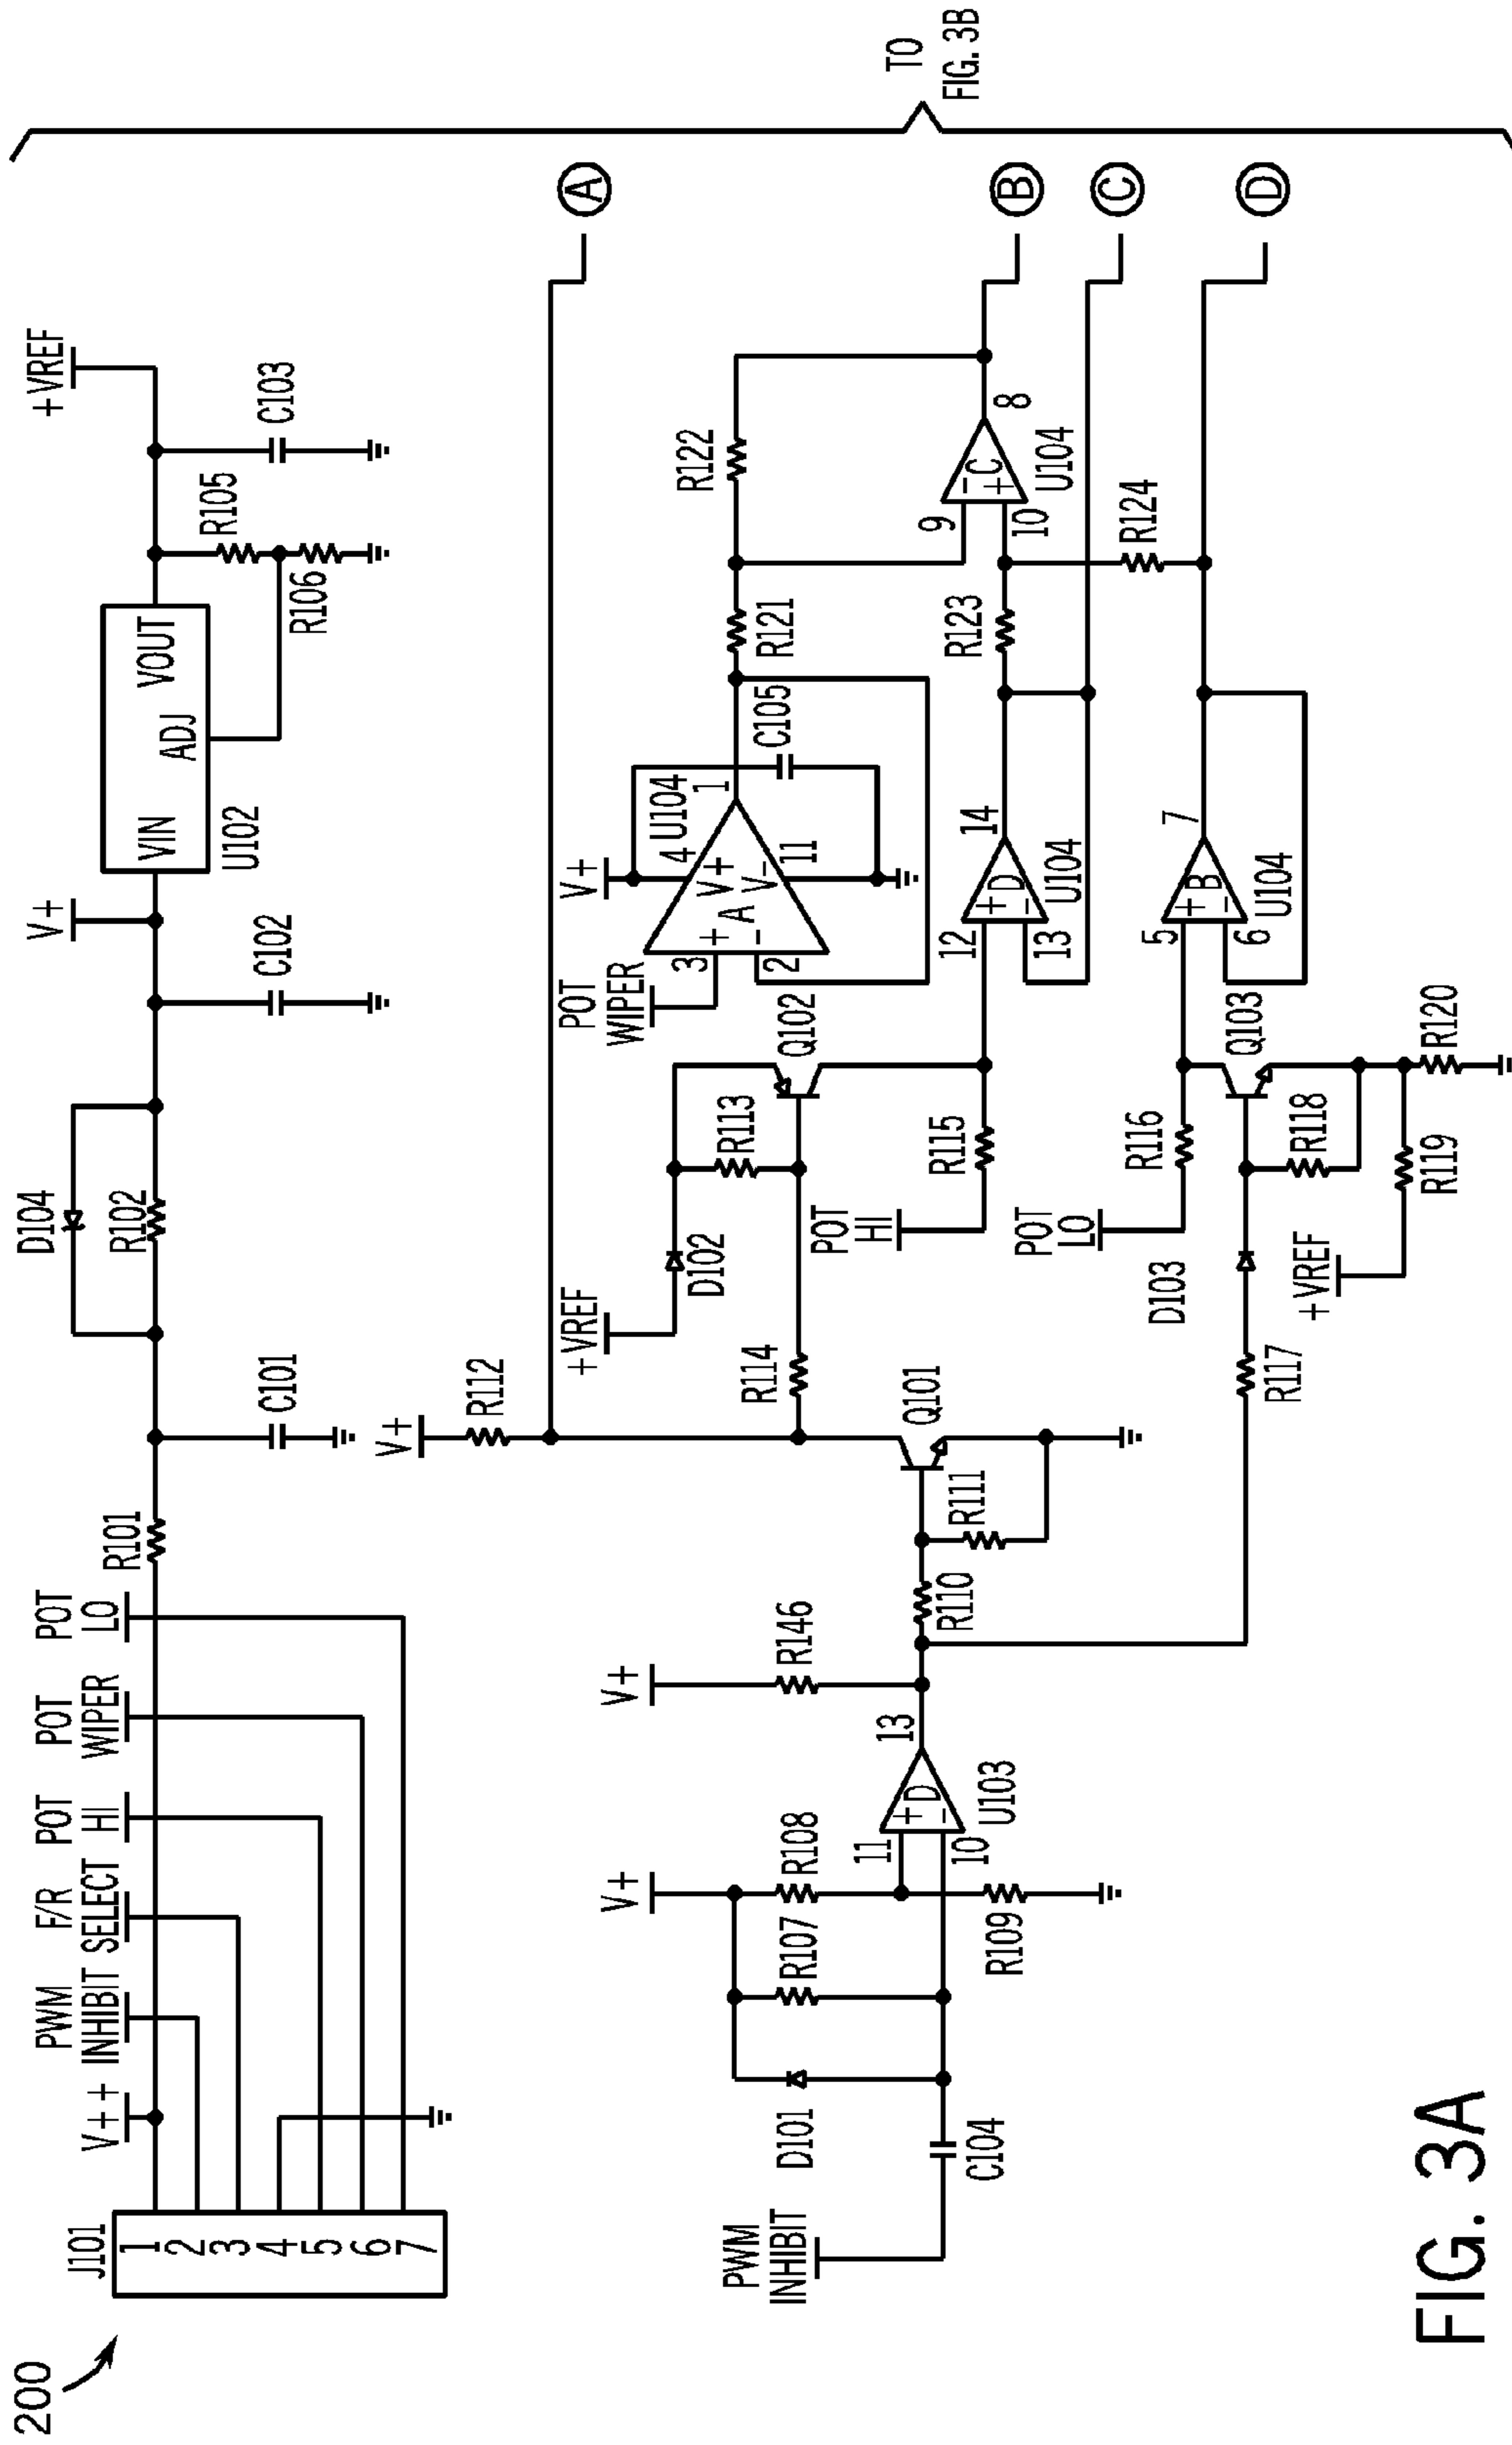 200
J101
1
2
3
4
5
6
7
V++
PWM
INHIBIT
F/R
SELECT
POT
HI
POT
WIPER
POT
LO
R101
C101
D104
R102
C102
V+
VIN
VOUT
ADJ
U102
R105
R106
C103
+VREF
PWM
INHIBIT
C104
D101
R107
V+
R108
R109
11
10
+
-
D
U103
13
V+
R146
R110
R111
Q101
V+
R112
R114
+VREF
D102
R113
Q102
POT
HI
R115
POT
LO
R116
R117
D103
+VREF
Q103
R118
R119
R120
POT
WIPER
3
2
+
-
A
V+
V-
V+
4
11
U104
1
C105
12
13
+
-
D
U104
14
5
6
+
-
B
U104
7
R121
R122
R123
R124
9
10
-
+
C
U104
8
A
B
C
D
TO
FIG. 3B
FIG. 3A